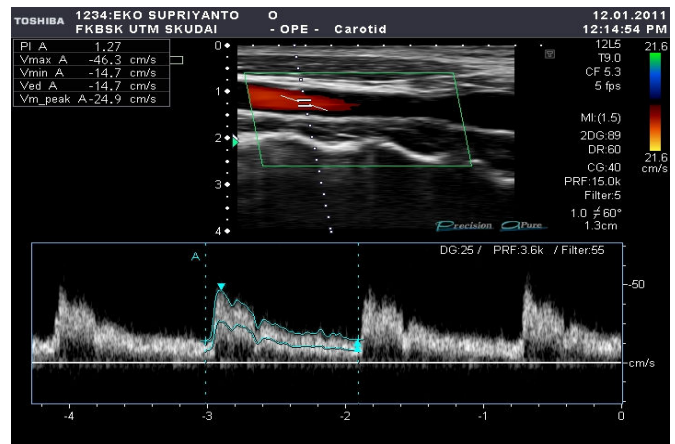 TOSHIBA
1234:EKO SUPRIYANTO O 12.01.2011
FKBSK UTM SKUDAI - OPE - Carotid 12:14:54 PM
PI A 1.27
Vmax A -46.3 cm/s
Vmin A -14.7 cm/s
Ved A -14.7 cm/s
Vm_peak A-24.9 cm/s
0
1
2
3
4
12L5
T9.0
CF 5.3
5 fps
MI:(1.5)
2DG:89
DR:60
CG:40
PRF:15.0k
Filter:5
1.0 ≠60°
1.3cm
21.6
21.6
cm/s
Precision APure
DG:25 / PRF:3.6k / Filter:55
A
-50
-cm/s
-4
-3
-2
-1
0